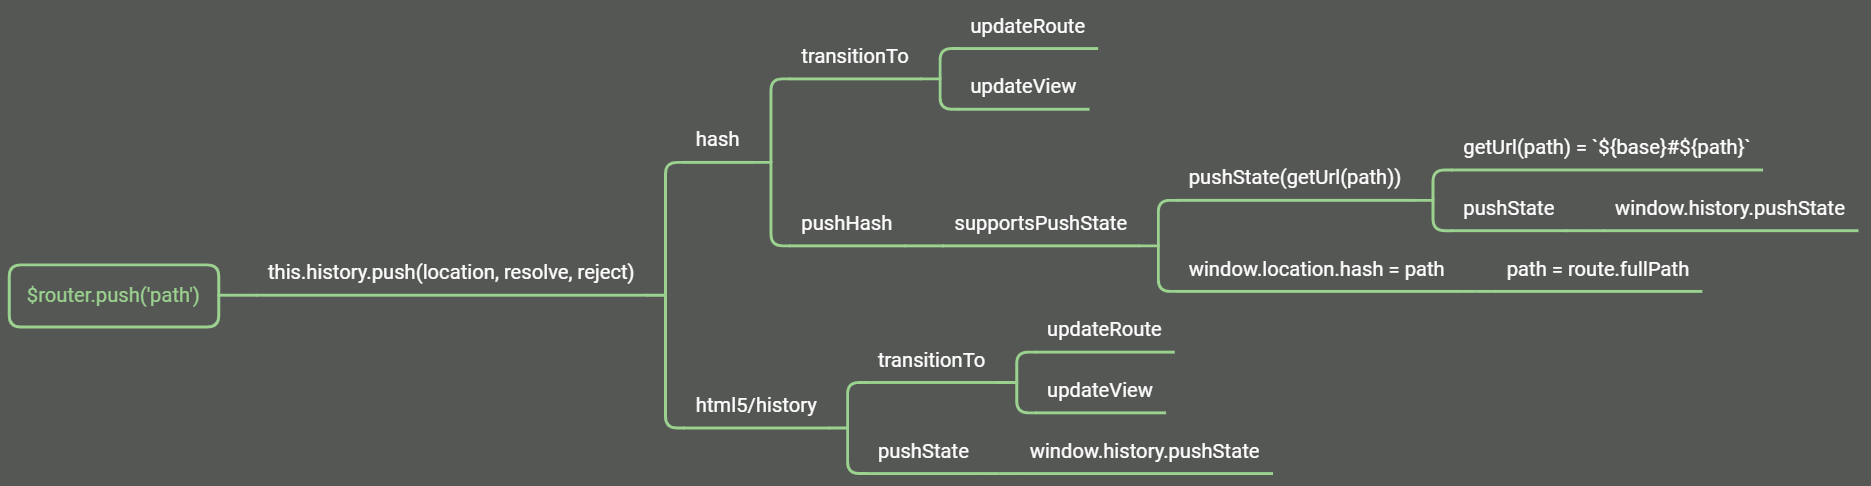 $router.push('path')
this.history.push(location, resolve, reject)
hash
transitionTo
updateRoute
updateView
pushHash
supportsPushState
pushState(getUrl(path))
getUrl(path) = `${base}#${path}`
pushState
window.history.pushState
window.location.hash = path
path = route.fullPath
html5/history
transitionTo
updateRoute
updateView
pushState
window.history.pushState